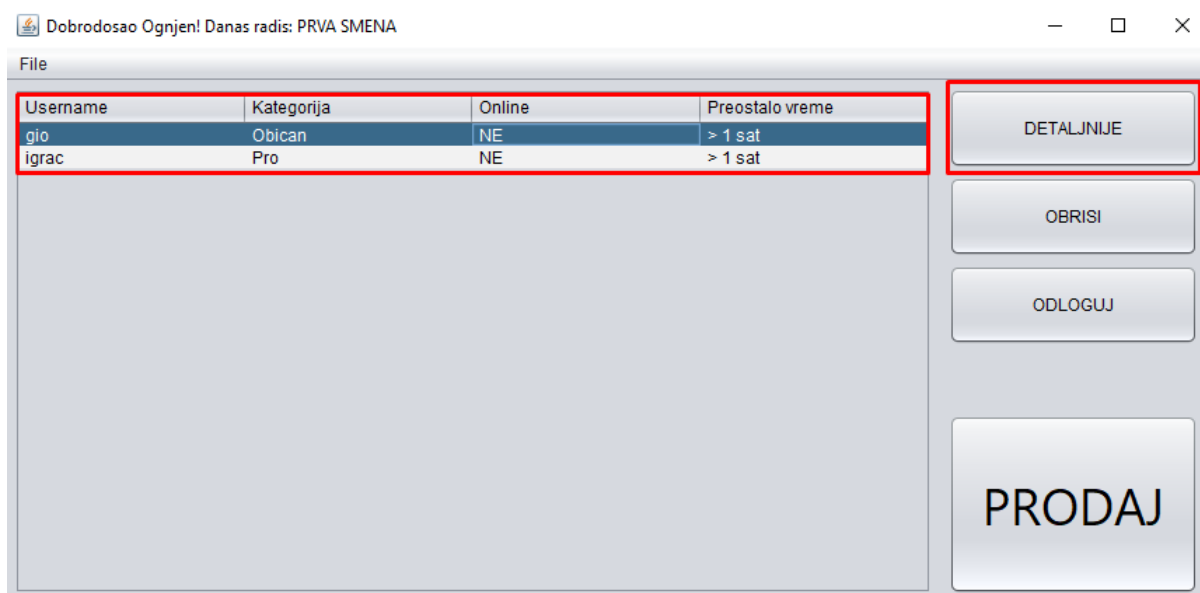 Dobrodosao Ognjen! Danas radis: PRVA SMENA
File
Username Kategorija Online Preostalo vreme
gio Obican NE > 1 sat
igrac Pro NE > 1 sat
DETALJNIJE
OBRISI
ODLOGUJ
PRODAJ